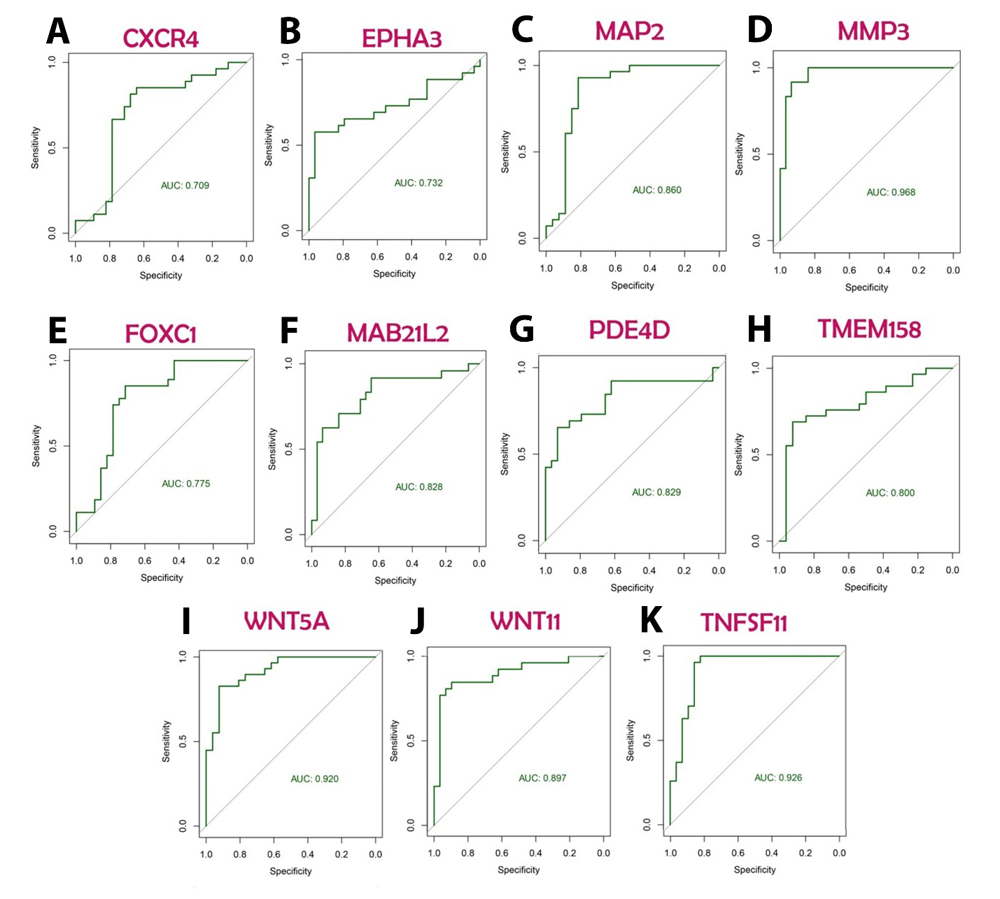 A
CXCR4
1.0
0.5
0.0
Sensitivity
AUC: 0.709
1.0 0.8 0.6 0.4 0.2 0.0
Specificity
B
EPHA3
1.0
0.5
0.0
Sensitivity
AUC: 0.732
1.0 0.8 0.6 0.4 0.2 0.0
Specificity
C
MAP2
1.0
0.5
0.0
Sensitivity
AUC: 0.860
1.0 0.8 0.6 0.4 0.2 0.0
Specificity
D
MMP3
1.0
0.5
0.0
Sensitivity
AUC: 0.968
1.0 0.8 0.6 0.4 0.2 0.0
Specificity
E
FOXC1
1.0
0.5
0.0
Sensitivity
AUC: 0.775
1.0 0.8 0.6 0.4 0.2 0.0
Specificity
F
MAB21L2
1.0
0.5
0.0
Sensitivity
AUC: 0.828
1.0 0.8 0.6 0.4 0.2 0.0
Specificity
G
PDE4D
1.0
0.5
0.0
Sensitivity
AUC: 0.829
1.0 0.8 0.6 0.4 0.2 0.0
Specificity
H
TMEM158
1.0
0.5
0.0
Sensitivity
AUC: 0.800
1.0 0.8 0.6 0.4 0.2 0.0
Specificity
I
WNT5A
1.0
0.5
0.0
Sensitivity
AUC: 0.920
1.0 0.8 0.6 0.4 0.2 0.0
Specificity
J
WNT11
1.0
0.5
0.0
Sensitivity
AUC: 0.897
1.0 0.8 0.6 0.4 0.2 0.0
Specificity
K
TNFSF11
1.0
0.5
0.0
Sensitivity
AUC: 0.926
1.0 0.8 0.6 0.4 0.2 0.0
Specificity